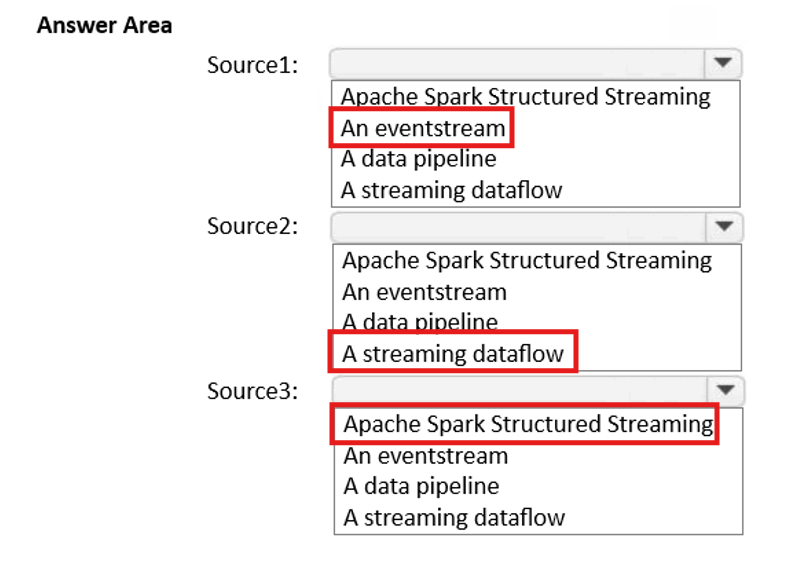 Answer Area
Source1:
Apache Spark Structured Streaming
An eventstream
A data pipeline
A streaming dataflow
Source2:
Apache Spark Structured Streaming
An eventstream
A data pipeline
A streaming dataflow
Source3:
Apache Spark Structured Streaming
An eventstream
A data pipeline
A streaming dataflow